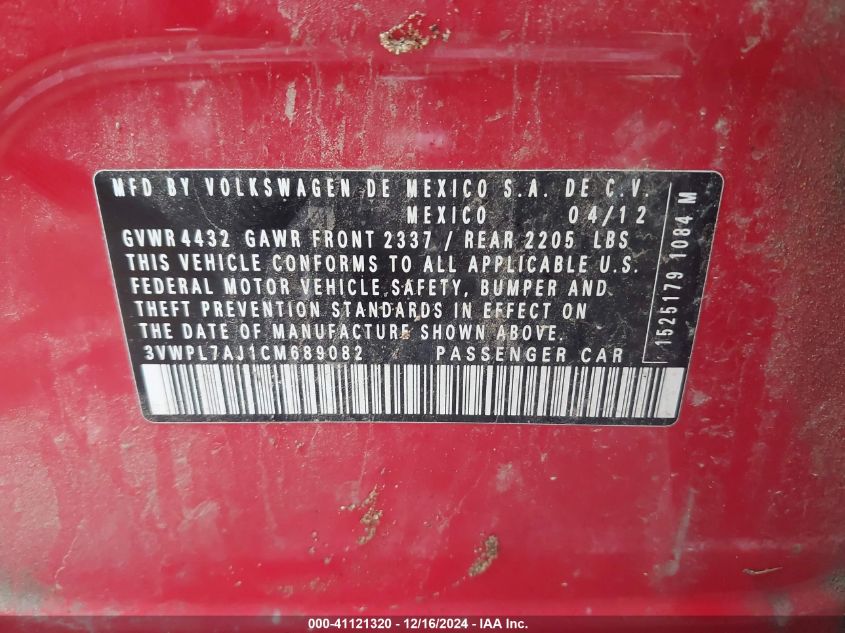 MFD BY VOLKSWAGEN DE MEXICO S.A. DE C.V.
MEXICO 04/12
GVWR 4432 GAWR FRONT 2337 / REAR 2205 LBS
THIS VEHICLE CONFORMS TO ALL APPLICABLE U.S.
FEDERAL MOTOR VEHICLE SAFETY, BUMPER AND
THEFT PREVENTION STANDARDS IN EFFECT ON
THE DATE OF MANUFACTURE SHOWN ABOVE.
3VWPL7AJ1CM689082 PASSENGER CAR
1525179 1084 M
000-41121320 - 12/16/2024 - IAA Inc.